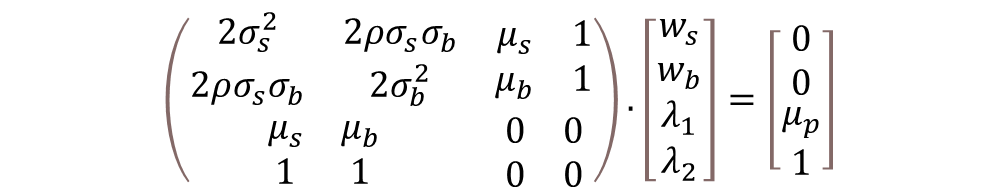 2σ_s^2 2ρσ_sσ_b μ_s 1 w_s 0
2ρσ_sσ_b 2σ_b^2 μ_b 1 w_b 0
. =
μ_s μ_b 0 0 λ_1 μ_p
1 1 0 0 λ_2 1